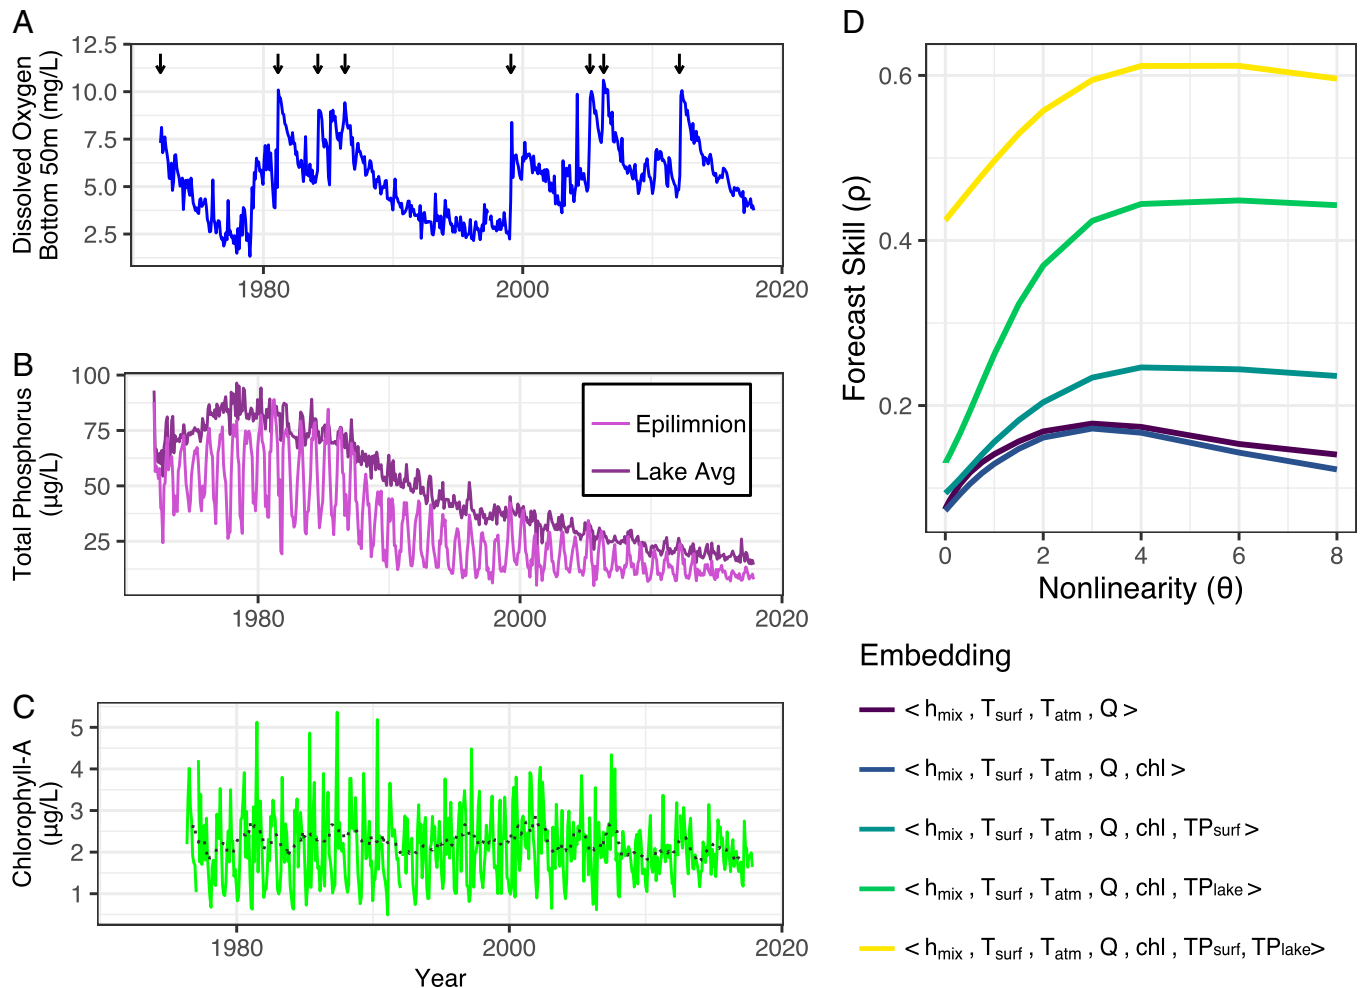 A
Dissolved Oxygen
Bottom 50m (mg/L)
12.5
10.0
7.5
5.0
2.5
1980
2000
2020
B
Total Phosphorus
(µg/L)
100
75
50
25
Epilimnion
Lake Avg
1980
2000
2020
C
Chlorophyll-A
(µg/L)
5
4
3
2
1
1980
2000
2020
Year
D
Forecast Skill (ρ)
0.6
0.4
0.2
0
2
4
6
8
Nonlinearity (θ)
Embedding
< hmix , Tsurf , Tatm , Q >
< hmix , Tsurf , Tatm , Q , chl >
< hmix , Tsurf , Tatm , Q , chl , TPsurf >
< hmix , Tsurf , Tatm , Q , chl , TPlake >
< hmix , Tsurf , Tatm , Q , chl , TPsurf, TPlake>